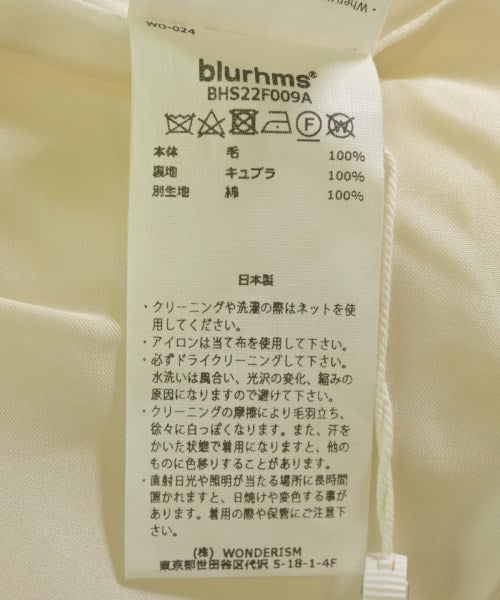 ・When
WO-024
blurhms®
BHS22F009A
本体 毛 100%
裏地 キュプラ 100%
別生地 綿 100%
日本製
・クリーニングや洗濯の際はネットを使
用してください。
・アイロンは当て布を使用して下さい。
・必ずドライクリーニングして下さい。
水洗いは風合い、光沢の変化、縮みの
原因になりますので避けて下さい。
・クリーニングの摩擦により毛羽立ち、
徐々に白っぽくなります。また、汗を
かいた状態で着用になりますと、他の
ものに色移りすることがあります。
・直射日光や照明が当たる場所に長時間
置かれますと、日焼けや変色する事が
あります。着用の際や保管にご注意下
さい。
(株) WONDERISM
東京都世田谷区代沢 5-18-1-4F